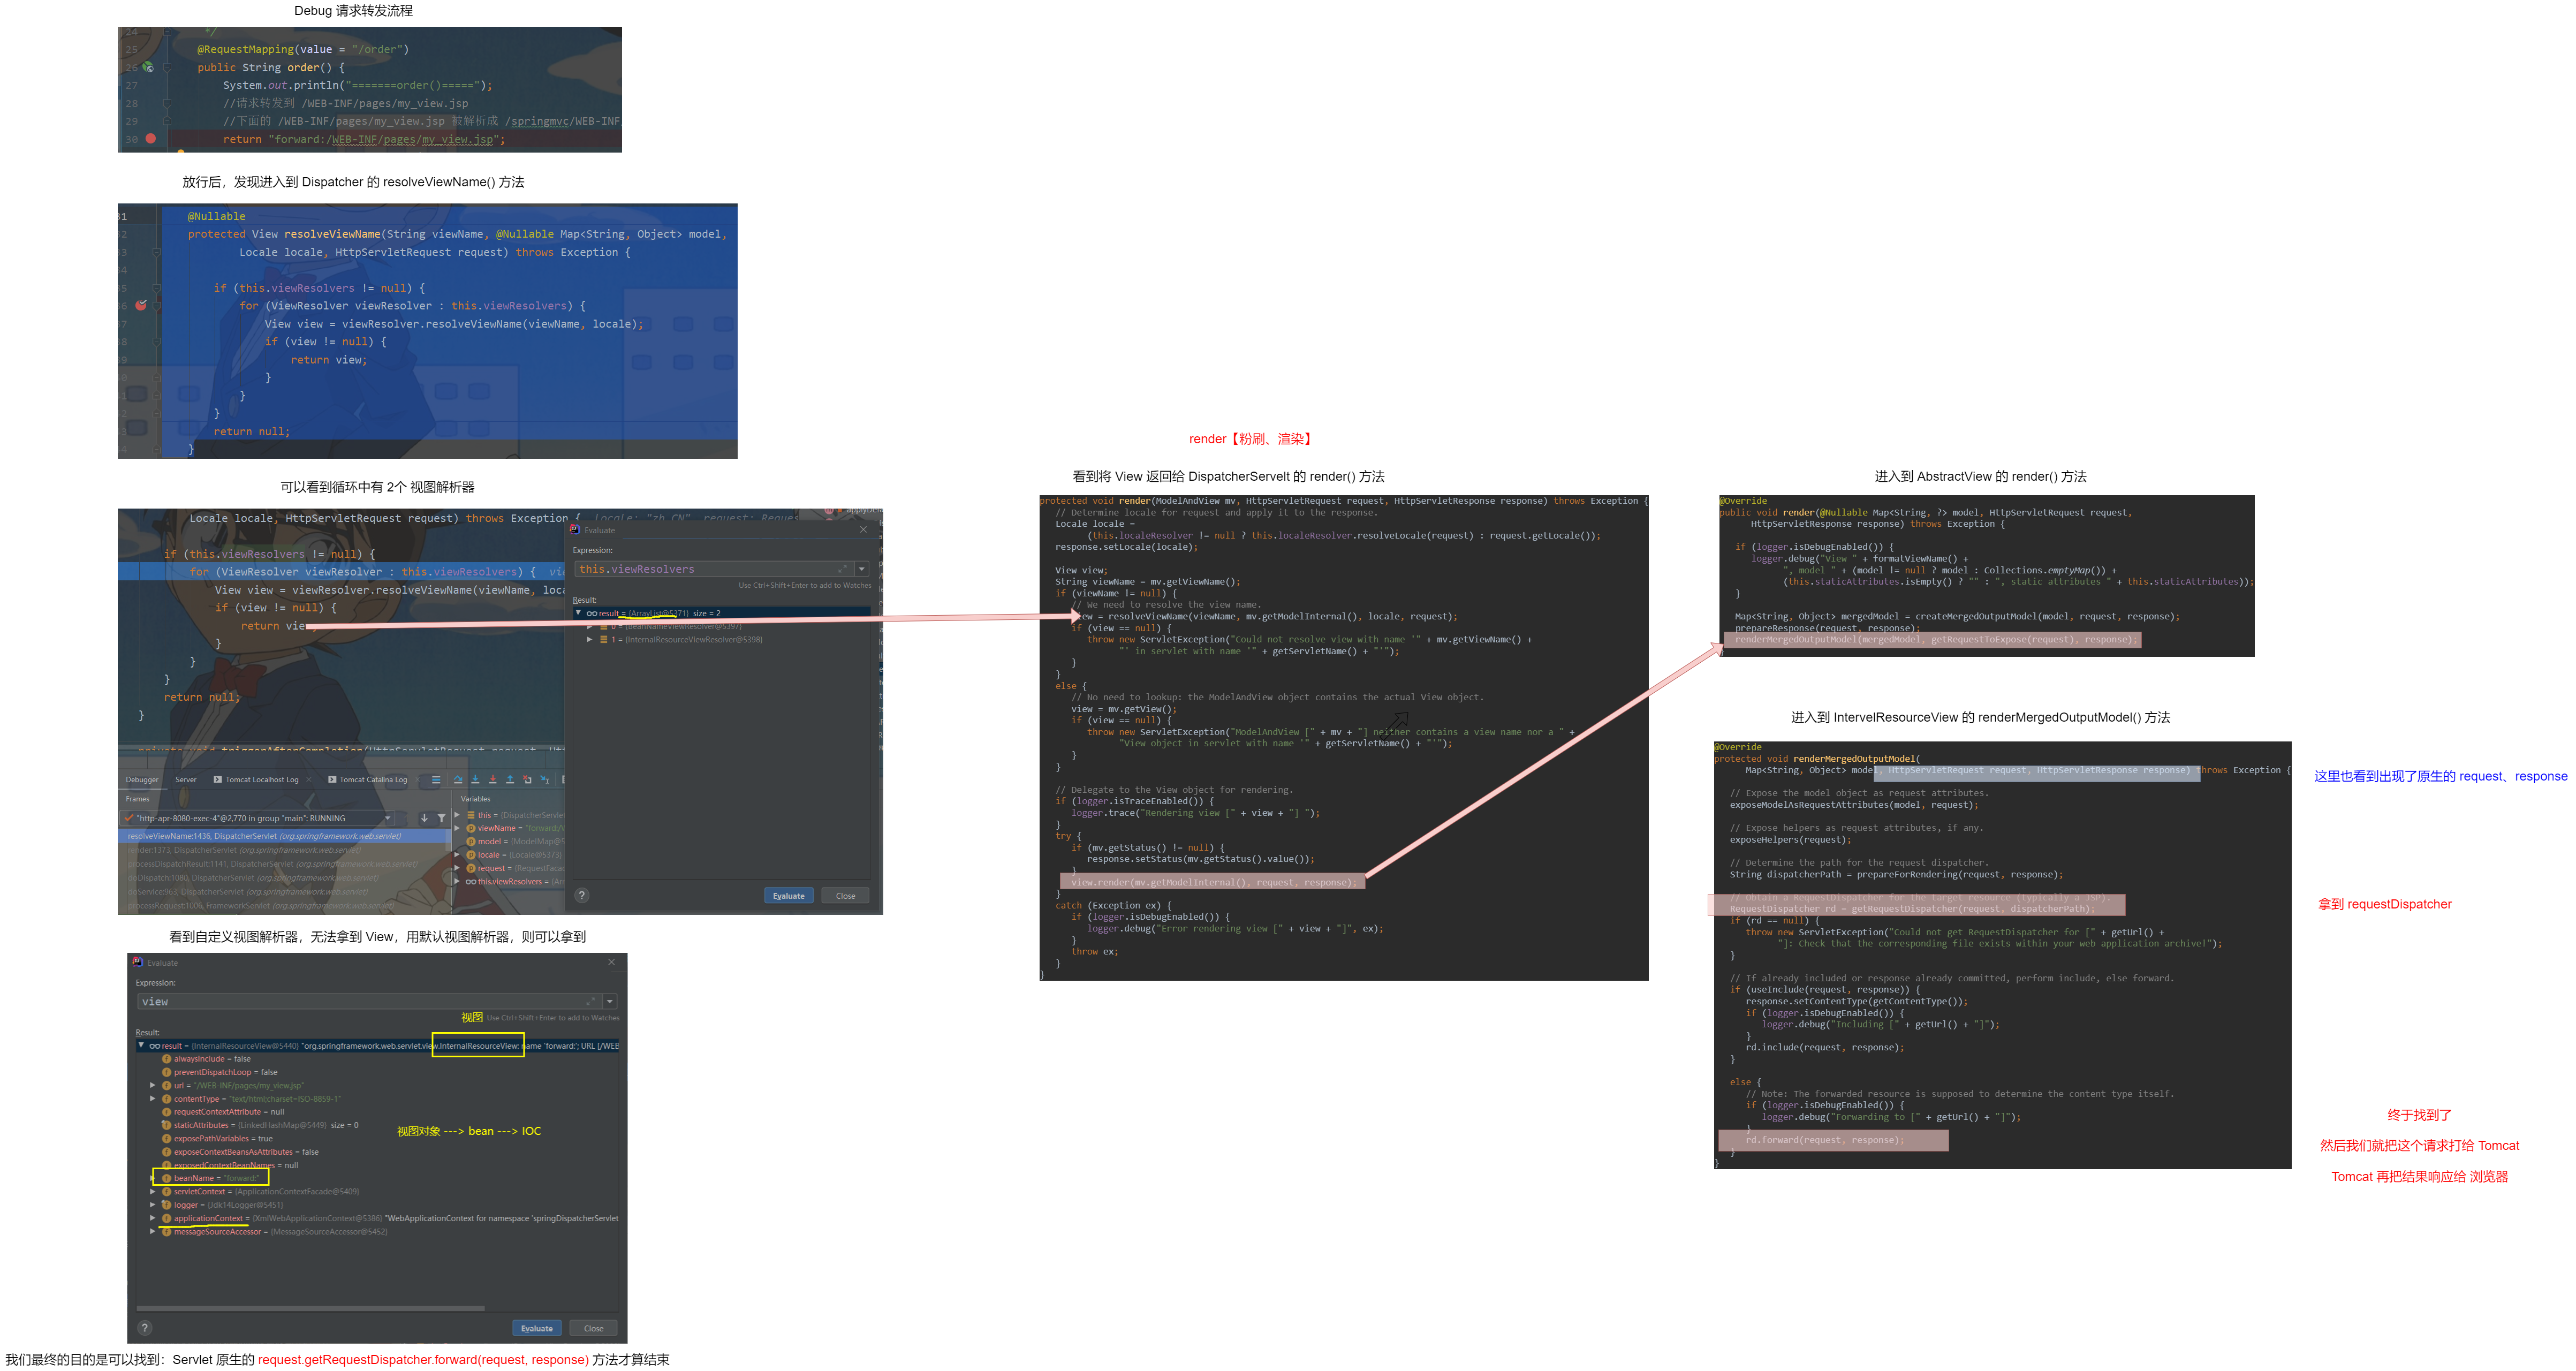 Debug 请求转发流程
24 */
25 @RequestMapping(value = "/order")
26 public String order() {
27 System.out.println("=======order()=====");
28 //请求转发到 /WEB-INF/pages/my_view.jsp
29 //下面的 /WEB-INF/pages/my_view.jsp 被解析成 /springmvc/WEB-INF
30 return "forward:/WEB-INF/pages/my_view.jsp";
放行后，发现进入到 Dispatcher 的 resolveViewName() 方法
@Nullable
protected View resolveViewName(String viewName, @Nullable Map<String, Object> model,
Locale locale, HttpServletRequest request) throws Exception {
if (this.viewResolvers != null) {
for (ViewResolver viewResolver : this.viewResolvers) {
View view = viewResolver.resolveViewName(viewName, locale);
if (view != null) {
return view;
}
}
}
return null;
}
可以看到循环中有 2个 视图解析器
Locale locale, HttpServletRequest request) throws Exception { locale: "zh_CN" request: Reques
if (this.viewResolvers != null) {
for (ViewResolver viewResolver : this.viewResolvers) {
View view = viewResolver.resolveViewName(viewName, loca
if (view != null) {
return vie
}
}
}
return null;
}
Evaluate
Expression:
this.viewResolvers
Use Ctrl+Shift+Enter to add to Watches
Result:
result = {ArrayList@5371} size = 2
0 = {BeanNameViewResolver@5397}
1 = {InternalResourceViewResolver@5398}
Evaluate
Close
Debugger Server Tomcat Localhost Log Tomcat Catalina Log
Frames
Variables
"http-apr-8080-exec-4"@2,770 in group "main": RUNNING
resolveViewName:1436, DispatcherServlet (org.springframework.web.servlet)
render:1373, DispatcherServlet (org.springframework.web.servlet)
processDispatchResult:1141, DispatcherServlet (org.springframework.web.servlet)
doDispatch:1080, DispatcherServlet (org.springframework.web.servlet)
doService:963, DispatcherServlet (org.springframework.web.servlet)
processRequest:1006, FrameworkServlet (org.springframework.web.servlet)
this = {DispatcherServle
viewName = "forward:/W
model = {ModelMap@5
locale = {Locale@5373}
request = {RequestFaca
this.viewResolvers = {Arr
看到自定义视图解析器，无法拿到 View，用默认视图解析器，则可以拿到
Evaluate
Expression:
view
视图
Use Ctrl+Shift+Enter to add to Watches
Result:
result = {InternalResourceView@5440} "org.springframework.web.servlet.view.InternalResourceView: name 'forward:'; URL [/WEB
alwaysInclude = false
preventDispatchLoop = false
url = "/WEB-INF/pages/my_view.jsp"
contentType = "text/html;charset=ISO-8859-1"
requestContextAttribute = null
staticAttributes = {LinkedHashMap@5449} size = 0
exposePathVariables = true
视图对象 ---> bean ---> IOC
exposeContextBeansAsAttributes = false
exposedContextBeanNames = null
beanName = "forward:"
servletContext = {ApplicationContextFacade@5409}
logger = {Jdk14Logger@5451}
applicationContext = {XmlWebApplicationContext@5386} "WebApplicationContext for namespace 'springDispatcherServlet
messageSourceAccessor = {MessageSourceAccessor@5452}
Evaluate
Close
我们最终的目的是可以找到：Servlet 原生的 request.getRequestDispatcher.forward(request, response) 方法才算结束
render【粉刷、渲染】
看到将 View 返回给 DispatcherServelt 的 render() 方法
protected void render(ModelAndView mv, HttpServletRequest request, HttpServletResponse response) throws Exception {
// Determine locale for request and apply it to the response.
Locale locale =
(this.localeResolver != null ? this.localeResolver.resolveLocale(request) : request.getLocale());
response.setLocale(locale);
View view;
String viewName = mv.getViewName();
if (viewName != null) {
// We need to resolve the view name.
view = resolveViewName(viewName, mv.getModelInternal(), locale, request);
if (view == null) {
throw new ServletException("Could not resolve view with name '" + mv.getViewName() +
"' in servlet with name '" + getServletName() + "'");
}
}
else {
// No need to lookup: the ModelAndView object contains the actual View object.
view = mv.getView();
if (view == null) {
throw new ServletException("ModelAndView [" + mv + "] neither contains a view name nor a " +
"View object in servlet with name '" + getServletName() + "'");
}
}
// Delegate to the View object for rendering.
if (logger.isTraceEnabled()) {
logger.trace("Rendering view [" + view + "] ");
}
try {
if (mv.getStatus() != null) {
response.setStatus(mv.getStatus().value());
}
view.render(mv.getModelInternal(), request, response);
}
catch (Exception ex) {
if (logger.isDebugEnabled()) {
logger.debug("Error rendering view [" + view + "]", ex);
}
throw ex;
}
}
进入到 AbstractView 的 render() 方法
@Override
public void render(@Nullable Map<String, ?> model, HttpServletRequest request,
HttpServletResponse response) throws Exception {
if (logger.isDebugEnabled()) {
logger.debug("View " + formatViewName() +
", model " + (model != null ? model : Collections.emptyMap()) +
(this.staticAttributes.isEmpty() ? "" : ", static attributes " + this.staticAttributes));
}
Map<String, Object> mergedModel = createMergedOutputModel(model, request, response);
prepareResponse(request, response);
renderMergedOutputModel(mergedModel, getRequestToExpose(request), response);
进入到 IntervelResourceView 的 renderMergedOutputModel() 方法
@Override
protected void renderMergedOutputModel(
Map<String, Object> model, HttpServletRequest request, HttpServletResponse response) throws Exception {
这里也看到出现了原生的 request、response
// Expose the model object as request attributes.
exposeModelAsRequestAttributes(model, request);
// Expose helpers as request attributes, if any.
exposeHelpers(request);
// Determine the path for the request dispatcher.
String dispatcherPath = prepareForRendering(request, response);
// Obtain a RequestDispatcher for the target resource (typically a JSP).
RequestDispatcher rd = getRequestDispatcher(request, dispatcherPath);
拿到 requestDispatcher
if (rd == null) {
throw new ServletException("Could not get RequestDispatcher for [" + getUrl() +
"]: Check that the corresponding file exists within your web application archive!");
}
// If already included or response already committed, perform include, else forward.
if (useInclude(request, response)) {
response.setContentType(getContentType());
if (logger.isDebugEnabled()) {
logger.debug("Including [" + getUrl() + "]");
}
rd.include(request, response);
}
else {
// Note: The forwarded resource is supposed to determine the content type itself.
if (logger.isDebugEnabled()) {
logger.debug("Forwarding to [" + getUrl() + "]");
}
rd.forward(request, response);
}
}
终于找到了
然后我们就把这个请求打给 Tomcat
Tomcat 再把结果响应给 浏览器